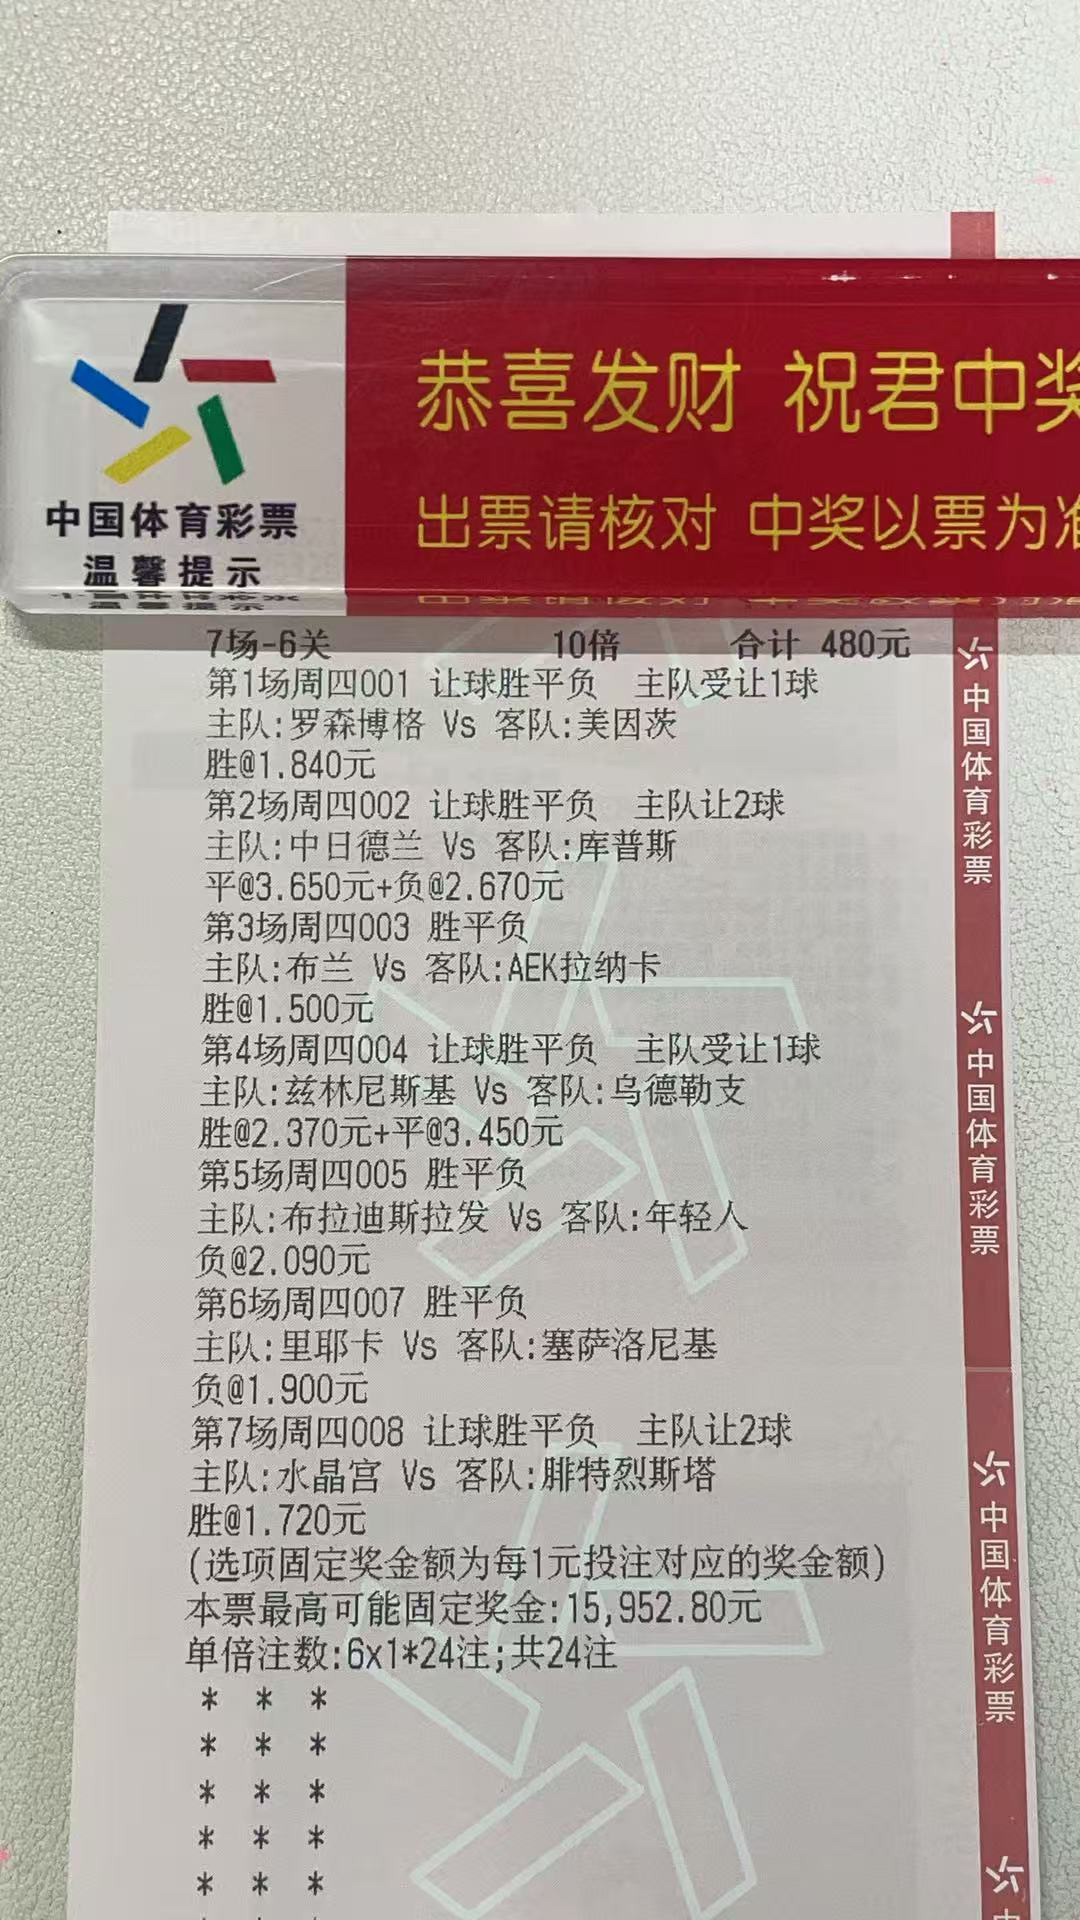 恭喜发财 祝君中奖
出票请核对 中奖以票为准
中国体育彩票
温馨提示
7场-6关 10倍 合计 480元
第1场周四001 让球胜平负 主队受让1球
主队:罗森博格 Vs 客队:美因茨
胜@1.840元
第2场周四002 让球胜平负 主队让2球
主队:中日德兰 Vs 客队:库普斯
平@3.650元+负@2.670元
第3场周四003 胜平负
主队:布兰 Vs 客队:AEK拉纳卡
胜@1.500元
第4场周四004 让球胜平负 主队受让1球
主队:兹林尼斯基 Vs 客队:乌德勒支
胜@2.370元+平@3.450元
第5场周四005 胜平负
主队:布拉迪斯拉发 Vs 客队:年轻人
负@2.090元
第6场周四007 胜平负
主队:里耶卡 Vs 客队:塞萨洛尼基
负@1.900元
第7场周四008 让球胜平负 主队让2球
主队:水晶宫 Vs 客队:腓特烈斯塔
胜@1.720元
(选项固定奖金额为每1元投注对应的奖金额)
本票最高可能固定奖金:15,952.80元
单倍注数:6x1*24注;共24注
* * *
* * *
* * *
* * *
* * *
中国体育彩票
中国体育彩票
中国体育彩票
中